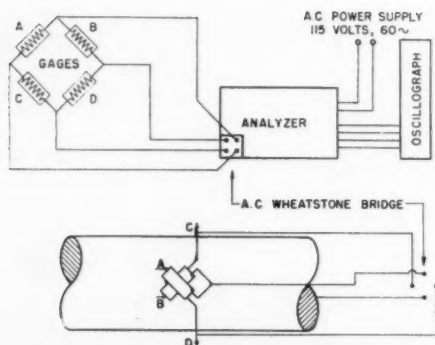 A.C POWER SUPPLY
115 VOLTS, 60~
A
B
GAGES
C
D
ANALYZER
OSCILLOGRAPH
A.C WHEATSTONE BRIDGE
C
A
B
D